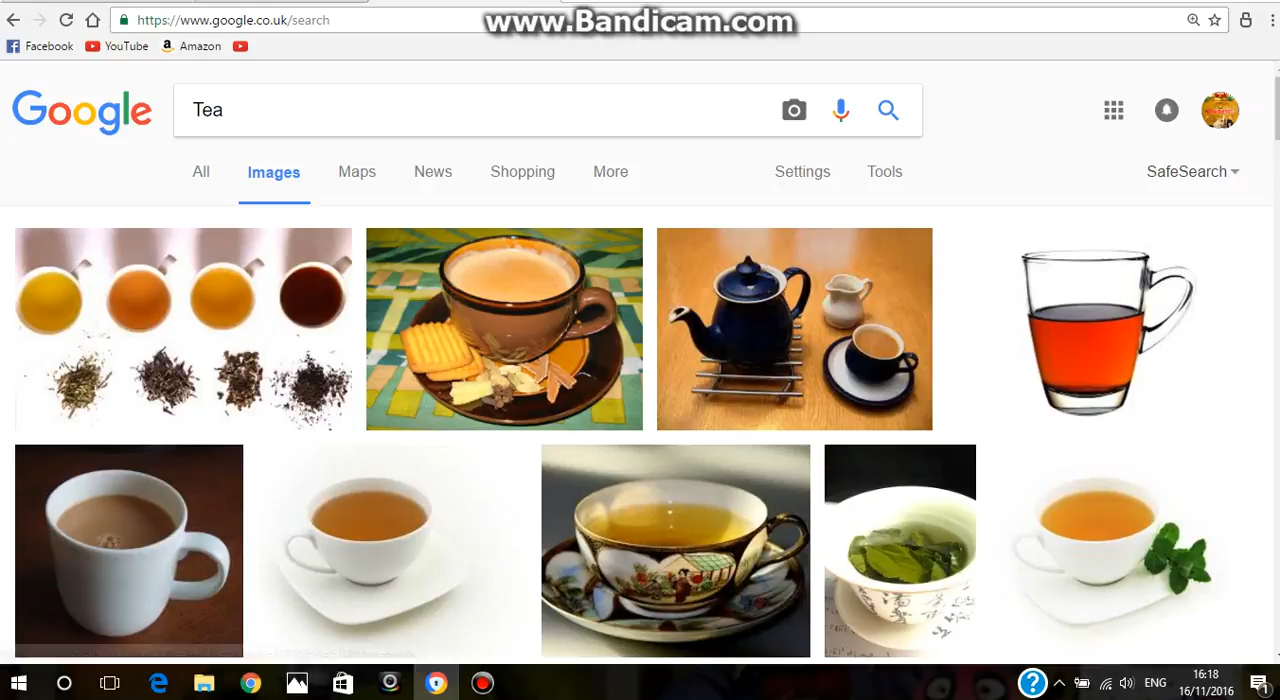 https://www.google.co.uk/search
www.Bandicam.com
Facebook YouTube Amazon
Google Tea
All Images Maps News Shopping More Settings Tools SafeSearch
ENG 16:18
16/11/2016